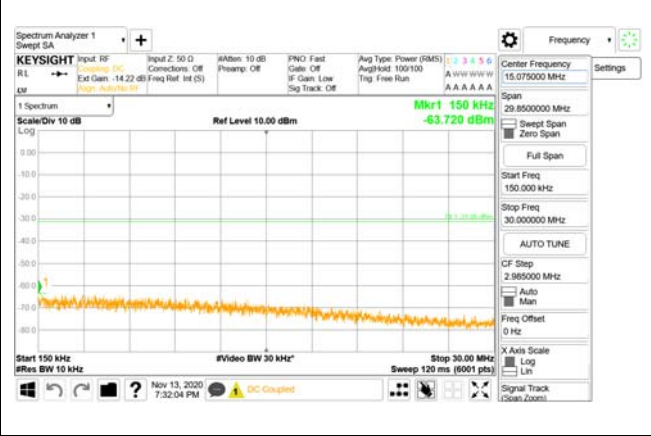 Spectrum Analyzer 1
Swept SA
Frequency
KEYSIGHT
RL
Input: RF
Coupling: DC
Ext Gain: -14.22 dB
Align: Auto/No RF
Input Z: 50 Ω
Corrections: Off
Freq Ref: Int (S)
#Atten: 10 dB
Preamp: Off
PNO: Fast
Gate: Off
IF Gain: Low
Sig Track: Off
Avg Type: Power (RMS)
Avg|Hold: 100/100
Trig: Free Run
1 2 3 4 5 6
A W W W W W
A A A A A A
Center Frequency
15.075000 MHz
Settings
Span
29.8500000 MHz
Swept Span
Zero Span
Full Span
Start Freq
150.000 kHz
Stop Freq
30.000000 MHz
AUTO TUNE
CF Step
2.985000 MHz
Auto
Man
Freq Offset
0 Hz
X Axis Scale
Log
Lin
Signal Track
(Span Zoom)
1 Spectrum
Scale/Div 10 dB
Ref Level 10.00 dBm
Mkr1 150 kHz
-63.720 dBm
Log
0.00
-10.0
-20.0
-30.0
-40.0
-50.0
-60.0
-70.0
-80.0
1
Start 150 kHz
#Video BW 30 kHz*
Stop 30.00 MHz
#Res BW 10 kHz
Sweep 120 ms (6001 pts)
Nov 13, 2020
7:32:04 PM
DC Coupled